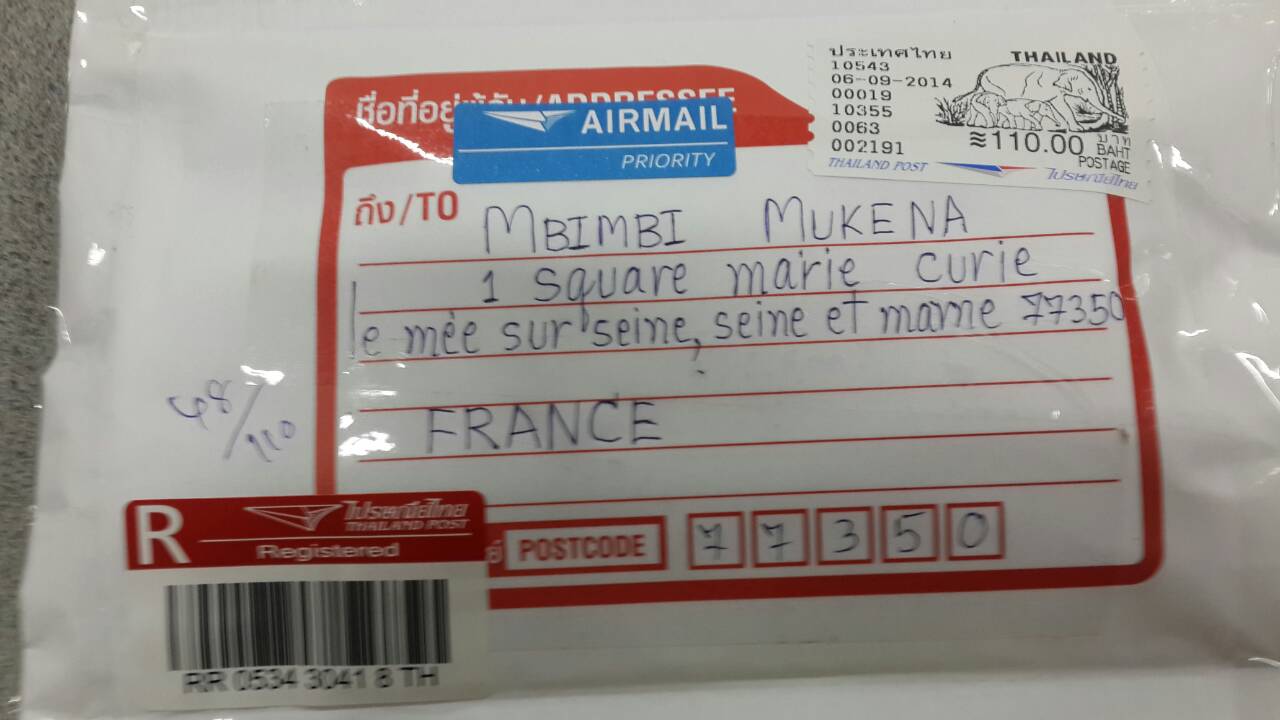 ประเทศไทย THAILAND
10543
06-09-2014
00019
10355
0063
002191
≋110.00 บาท BAHT
POSTAGE
THAILAND POST ไปรษณีย์ไทย
ชื่อที่อยู่ผู้รับ/ADDRESSEE
AIRMAIL
PRIORITY
ถึง/TO MBIMBI MUKENA
1 square marie curie
le mée sur seine, seine et marne 77350
FRANCE
48/110
R ไปรษณีย์ไทย
THAILAND POST
Registered
POSTCODE 7 7 3 5 0
RR 0534 3041 8 TH